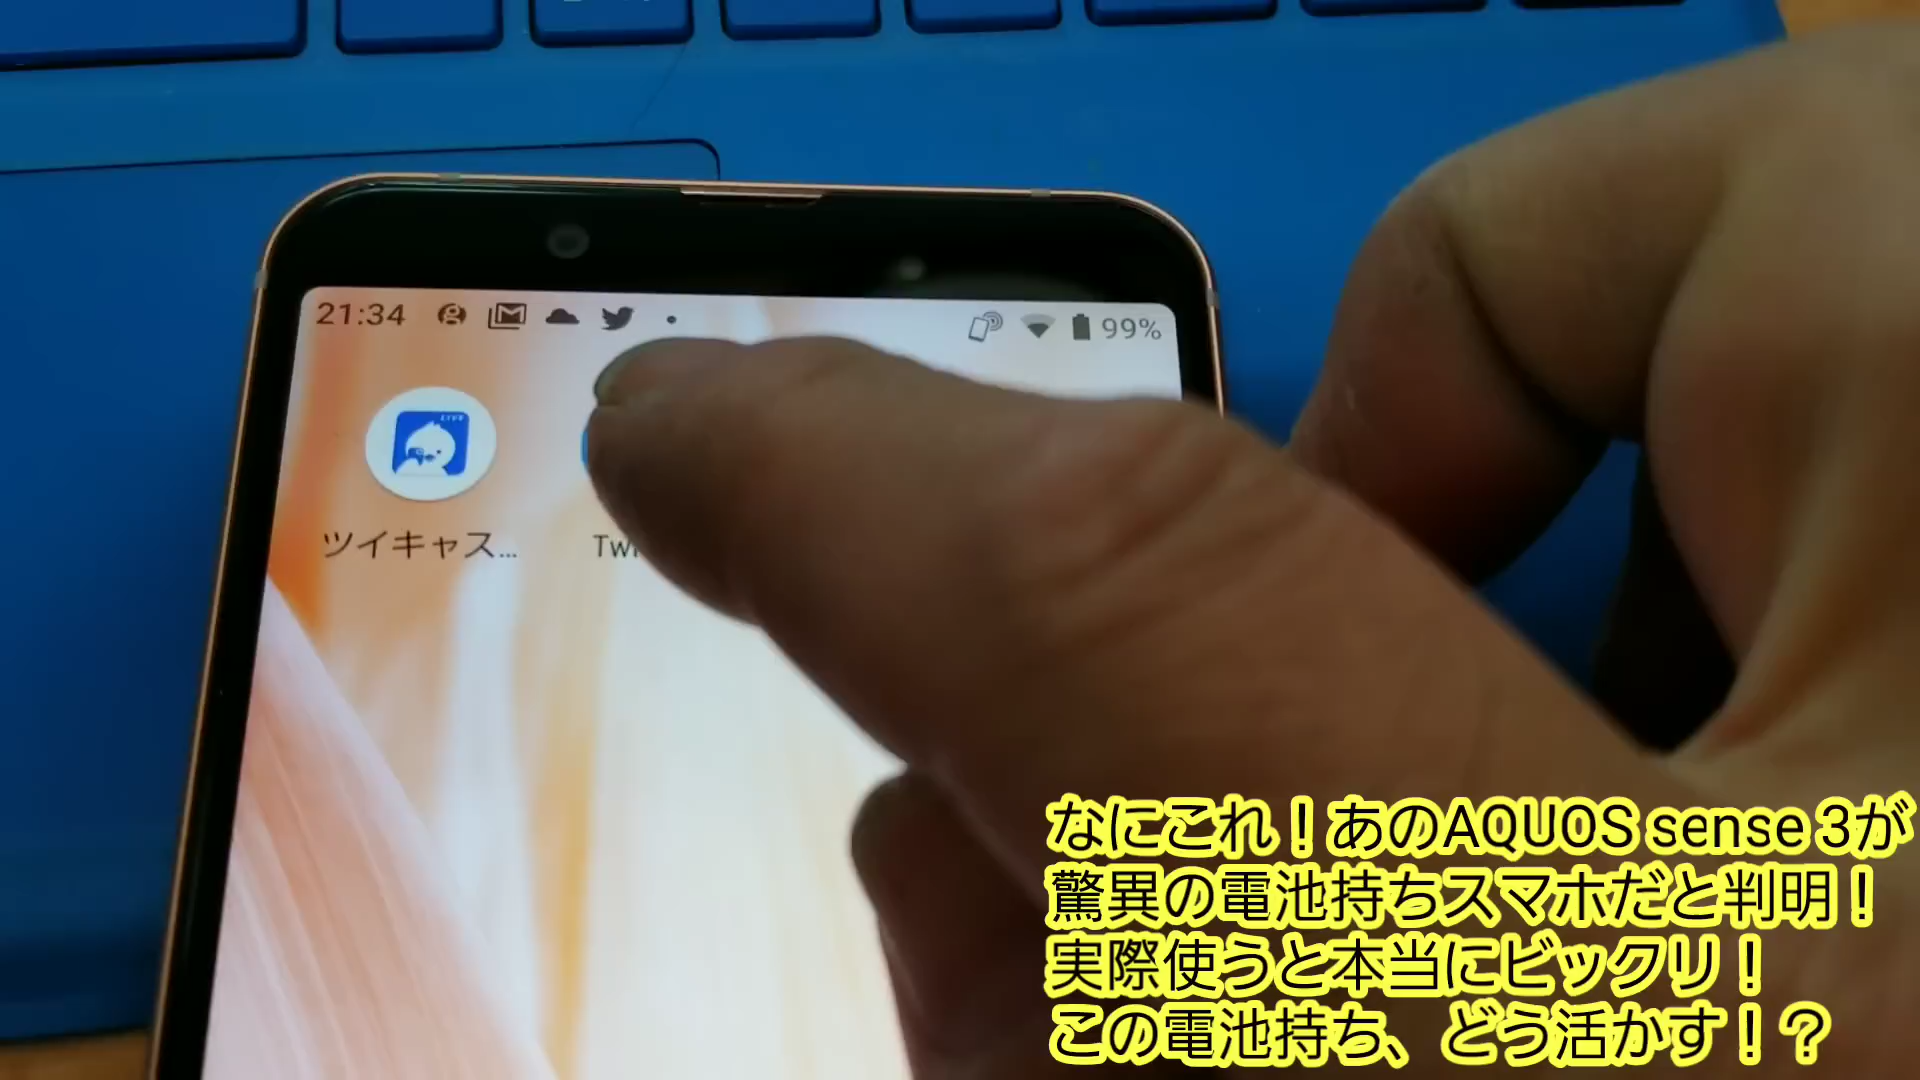 21:34
99%
ツイキャス...
なにこれ！あのAQUOS sense 3が
驚異の電池持ちスマホだと判明！
実際使うと本当にビックリ！
この電池持ち、どう活かす！？